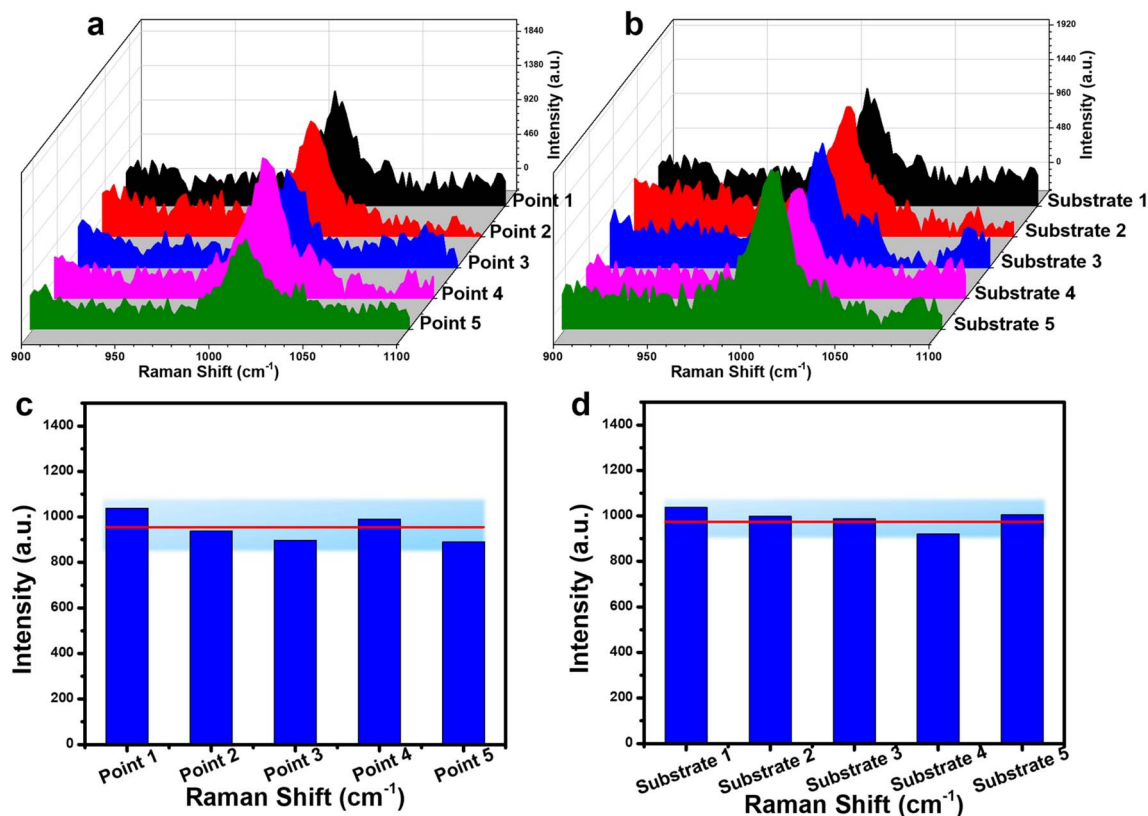 a
1840
1380
920
460
0
Intensity (a.u.)
Point 1
Point 2
Point 3
Point 4
Point 5
900
950
1000
1050
1100
Raman Shift (cm⁻¹)
b
1920
1440
960
480
0
Intensity (a.u.)
Substrate 1
Substrate 2
Substrate 3
Substrate 4
Substrate 5
900
950
1000
1050
1100
Raman Shift (cm⁻¹)
c
1400
1200
1000
800
600
400
200
0
Intensity (a.u.)
Point 1
Point 2
Point 3
Point 4
Point 5
Raman Shift (cm⁻¹)
d
1400
1200
1000
800
600
400
200
0
Intensity (a.u.)
Substrate 1
Substrate 2
Substrate 3
Substrate 4
Substrate 5
Raman Shift (cm⁻¹)